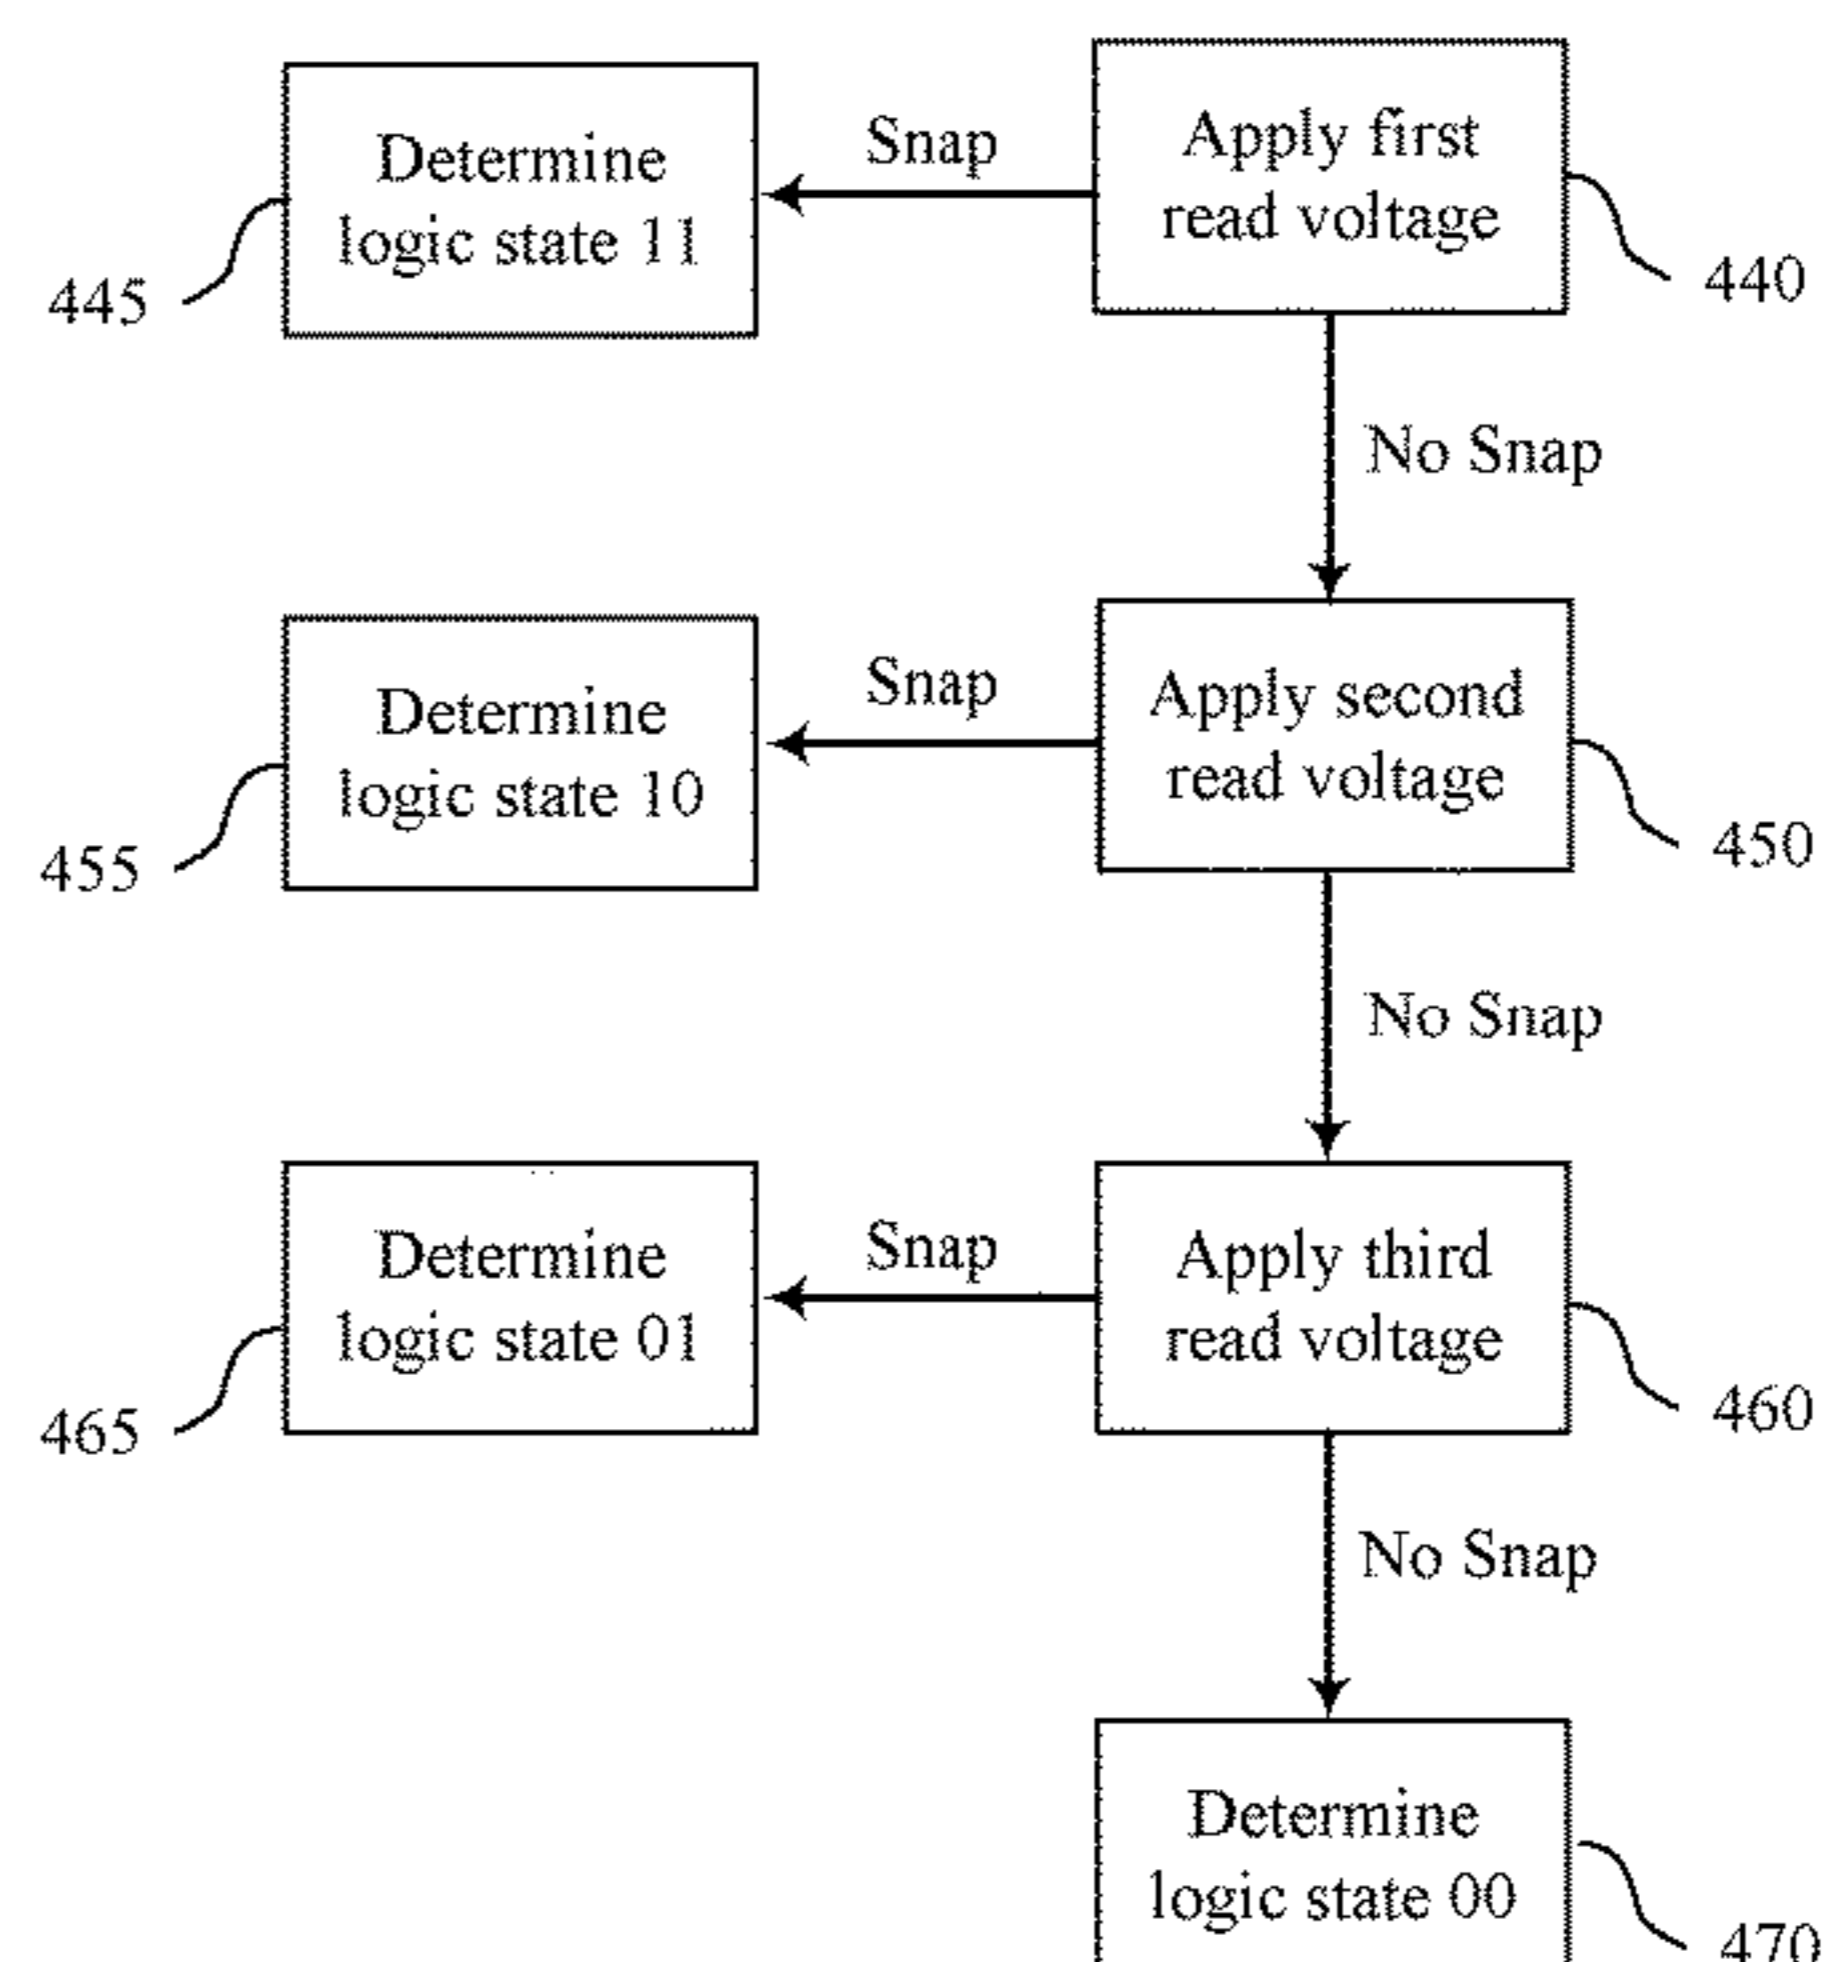 Determine
logic state 11
445
Snap
Apply first
read voltage
440
No Snap
Determine
logic state 10
455
Snap
Apply second
read voltage
450
No Snap
Determine
logic state 01
465
Snap
Apply third
read voltage
460
No Snap
Determine
logic state 00
470